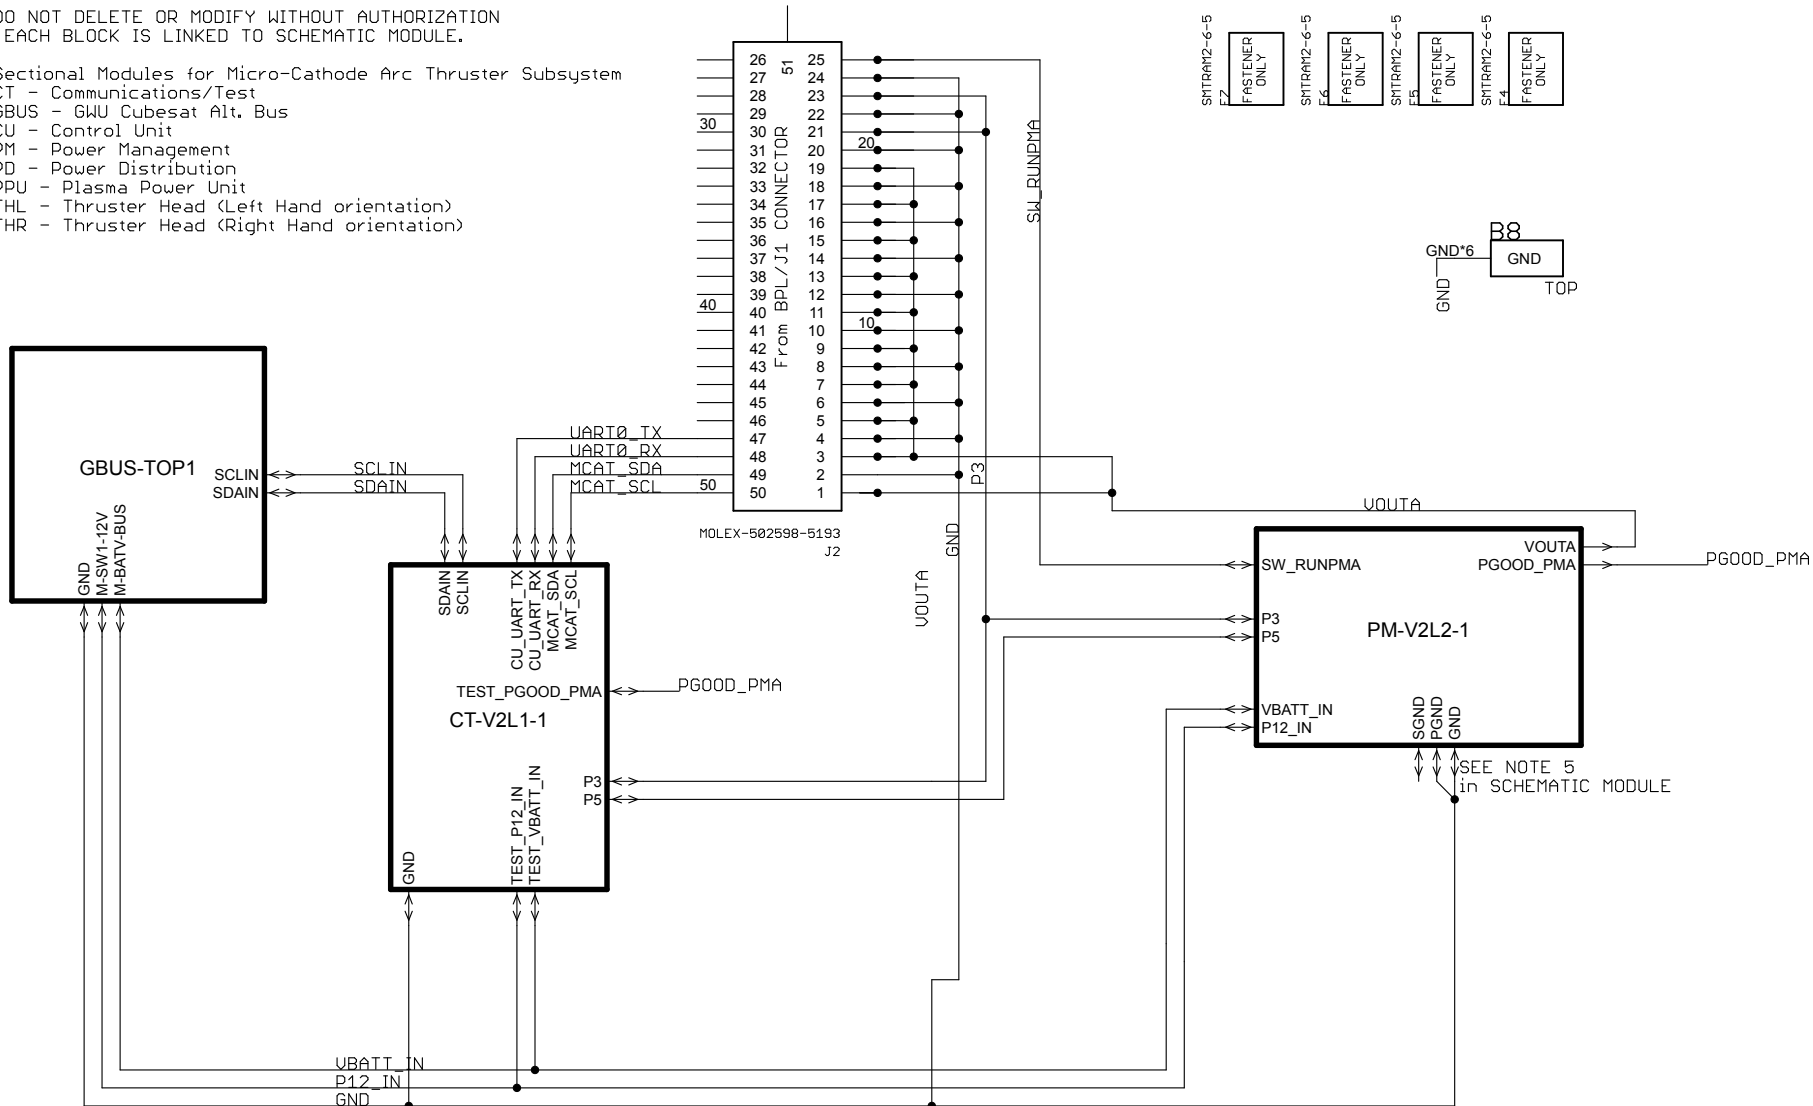 DO NOT DELETE OR MODIFY WITHOUT AUTHORIZATION
EACH BLOCK IS LINKED TO SCHEMATIC MODULE.
Sectional Modules for Micro-Cathode Arc Thruster Subsystem
CT - Communications/Test
GBUS - GWU Cubesat Alt. Bus
CU - Control Unit
PM - Power Management
PD - Power Distribution
PPU - Plasma Power Unit
THL - Thruster Head (Left Hand orientation)
THR - Thruster Head (Right Hand orientation)
SMTRAM2-6-5
F7
FASTENER
ONLY
SMTRAM2-6-5
F6
FASTENER
ONLY
SMTRAM2-6-5
F5
FASTENER
ONLY
SMTRAM2-6-5
F4
FASTENER
ONLY
B8
GND*6
GND
GND
TOP
51
From BPL/J1 CONNECTOR
26 25
27 24
28 23
29 22
30
30 21
31 20
20
32 19
33 18
34 17
35 16
36 15
37 14
38 13
39 12
40
40 11
41 10
10
42 9
43 8
44 7
45 6
46 5
47 4
48 3
49 2
50
50 1
MOLEX-502598-5193
J2
UART0_TX
UART0_RX
MCAT_SDA
MCAT_SCL
SW_RUNPMA
P3
GND
VOUTA
VOUTA
GBUS-TOP1
SCLIN
SDAIN
SCLIN
SDAIN
GND
M-SW1-12V
M-BATV-BUS
SDAIN
SCLIN
CU_UART_TX
CU_UART_RX
MCAT_SDA
MCAT_SCL
TEST_PGOOD_PMA
PGOOD_PMA
CT-V2L1-1
P3
P5
GND
TEST_P12_IN
TEST_VBATT_IN
VOUTA
PGOOD_PMA
PGOOD_PMA
SW_RUNPMA
P3
P5
PM-V2L2-1
VBATT_IN
P12_IN
SGND
PGND
GND
SEE NOTE 5
in SCHEMATIC MODULE
VBATT_IN
P12_IN
GND